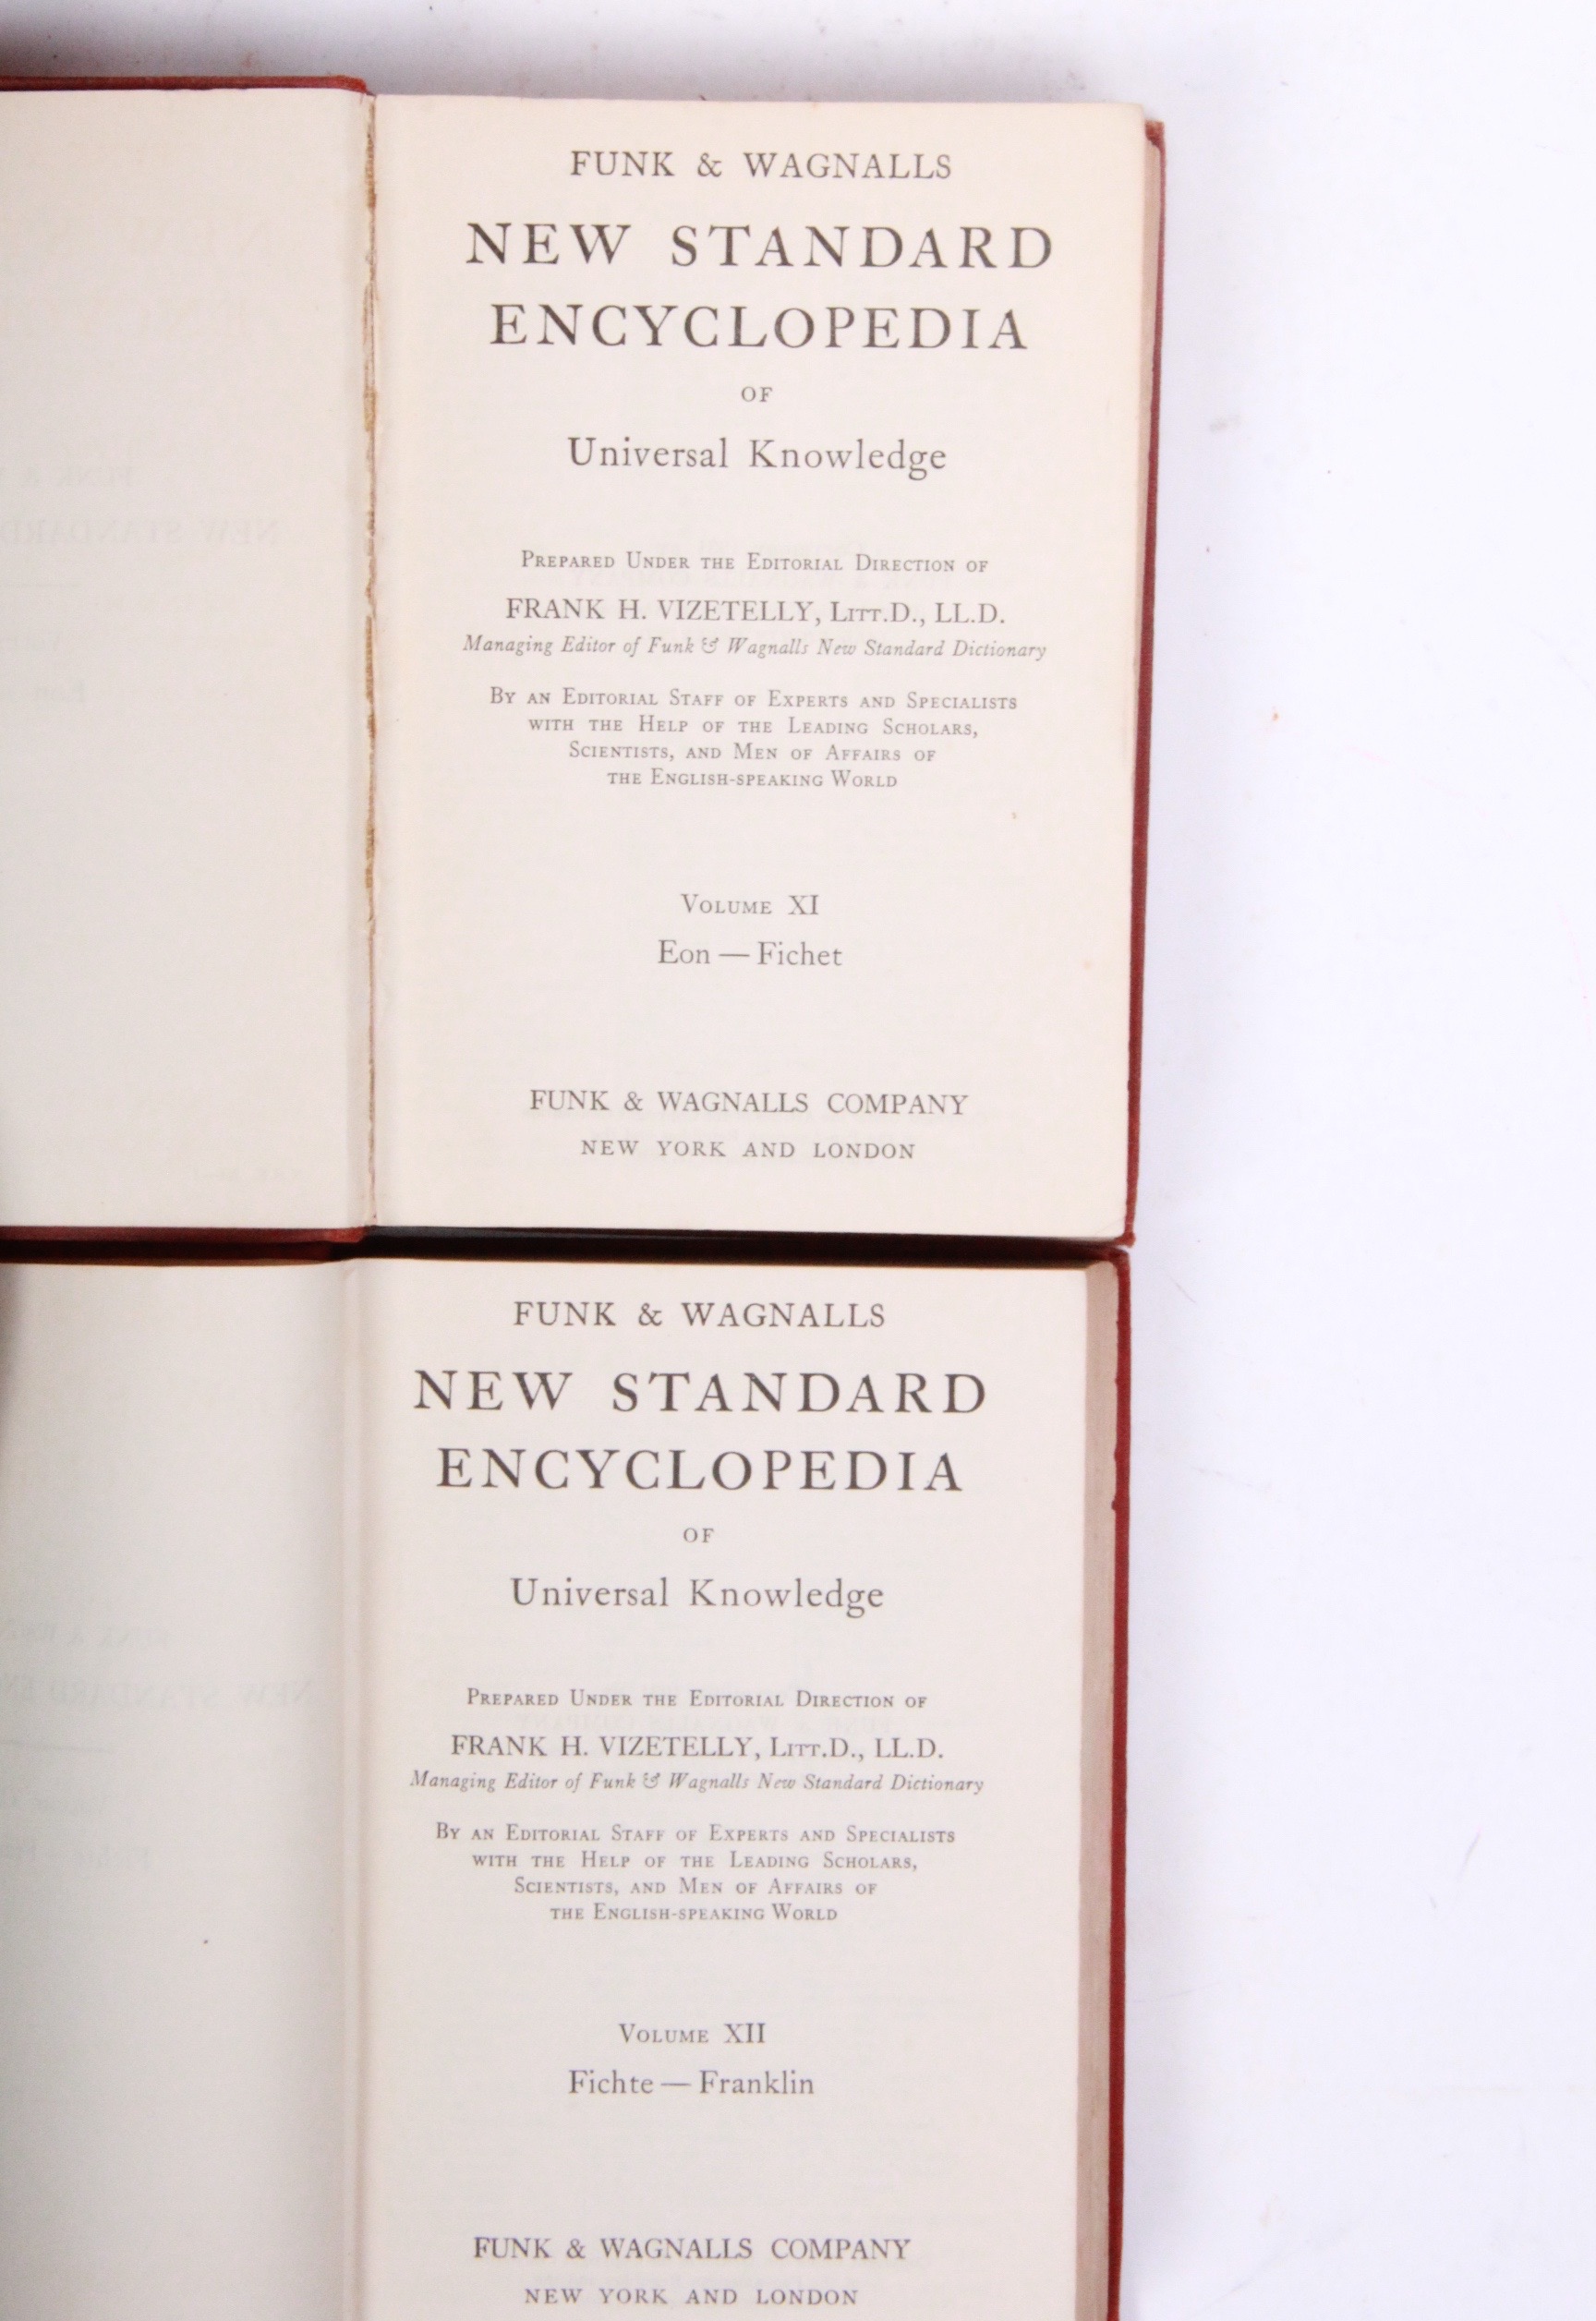 FUNK & WAGNALLS
NEW STANDARD
ENCYCLOPEDIA
OF
Universal Knowledge
PREPARED UNDER THE EDITORIAL DIRECTION OF
FRANK H. VIZETELLY, LITT.D., LL.D.
Managing Editor of Funk & Wagnalls New Standard Dictionary
BY AN EDITORIAL STAFF OF EXPERTS AND SPECIALISTS
WITH THE HELP OF THE LEADING SCHOLARS,
SCIENTISTS, AND MEN OF AFFAIRS OF
THE ENGLISH-SPEAKING WORLD
VOLUME XI
Eon — Fichet
FUNK & WAGNALLS COMPANY
NEW YORK AND LONDON
FUNK & WAGNALLS
NEW STANDARD
ENCYCLOPEDIA
OF
Universal Knowledge
PREPARED UNDER THE EDITORIAL DIRECTION OF
FRANK H. VIZETELLY, LITT.D., LL.D.
Managing Editor of Funk & Wagnalls New Standard Dictionary
BY AN EDITORIAL STAFF OF EXPERTS AND SPECIALISTS
WITH THE HELP OF THE LEADING SCHOLARS,
SCIENTISTS, AND MEN OF AFFAIRS OF
THE ENGLISH-SPEAKING WORLD
VOLUME XII
Fichte — Franklin
FUNK & WAGNALLS COMPANY
NEW YORK AND LONDON